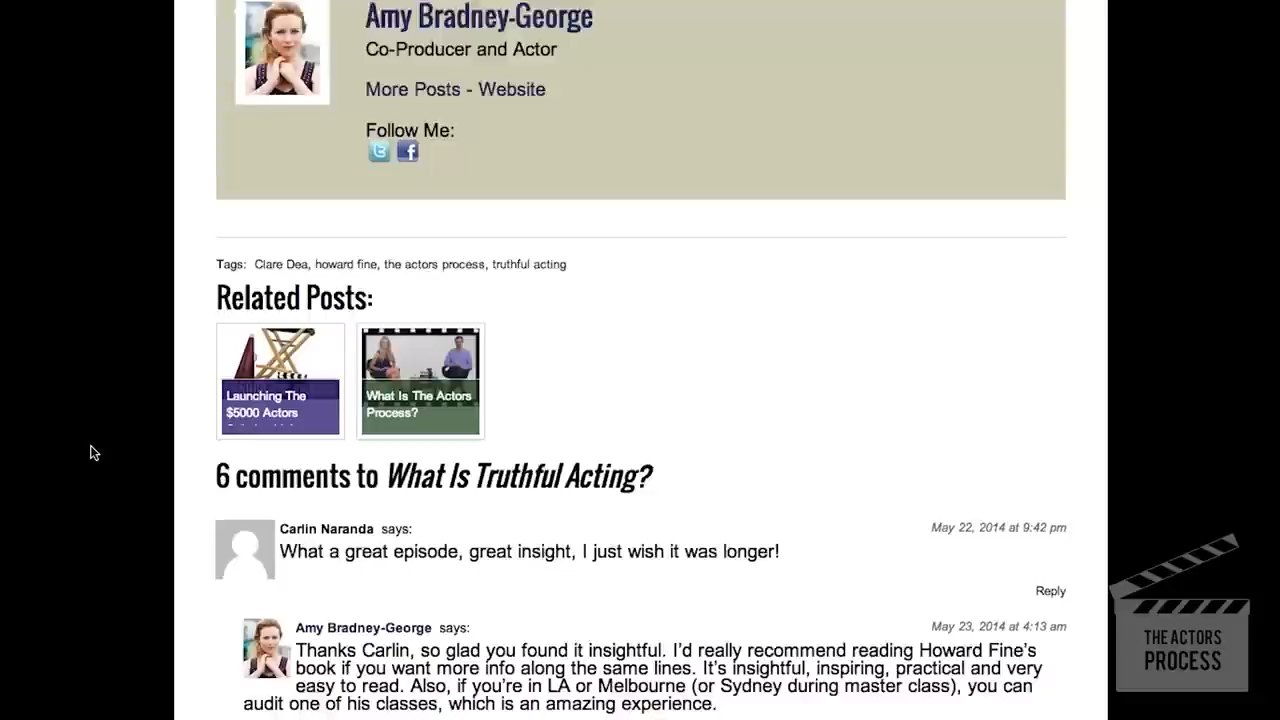 Amy Bradney-George
Co-Producer and Actor
More Posts - Website
Follow Me:
Tags: Clare Dea, howard fine, the actors process, truthful acting
Related Posts:
Launching The
$5000 Actors
What Is The Actors
Process?
6 comments to What Is Truthful Acting?
Carlin Naranda says:
May 22, 2014 at 9:42 pm
What a great episode, great insight, I just wish it was longer!
Reply
Amy Bradney-George says:
May 23, 2014 at 4:13 am
Thanks Carlin, so glad you found it insightful. I'd really recommend reading Howard Fine's
book if you want more info along the same lines. It's insightful, inspiring, practical and very
easy to read. Also, if you're in LA or Melbourne (or Sydney during master class), you can
audit one of his classes, which is an amazing experience.
THE ACTORS
PROCESS